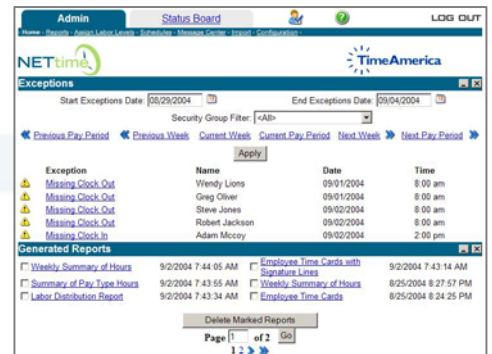 Admin Status Board LOG OUT
Home - Reports - Assign Labor Levels - Schedules - Message Center - Import - Configuration -
NETtime TimeAmerica
Exceptions
Start Exceptions Date: 08/29/2004 End Exceptions Date: 09/04/2004
Security Group Filter: <All>
Previous Pay Period Previous Week Current Week Current Pay Period Next Week Next Pay Period
Apply
Exception Name Date Time
Missing Clock Out Wendy Lions 09/01/2004 8:00 am
Missing Clock Out Greg Oliver 09/01/2004 8:00 am
Missing Clock Out Steve Jones 09/02/2004 8:00 am
Missing Clock Out Robert Jackson 09/02/2004 8:00 am
Missing Clock In Adam Mccoy 09/02/2004 2:00 pm
Generated Reports
Weekly Summary of Hours 9/2/2004 7:44:05 AM Employee Time Cards with Signature Lines 9/2/2004 7:43:14 AM
Summary of Pay Type Hours 9/2/2004 7:43:55 AM Weekly Summary of Hours 8/25/2004 8:27:57 PM
Labor Distribution Report 9/2/2004 7:43:34 AM Employee Time Cards 8/25/2004 8:24:25 PM
Delete Marked Reports
Page 1 of 2 Go
1 2